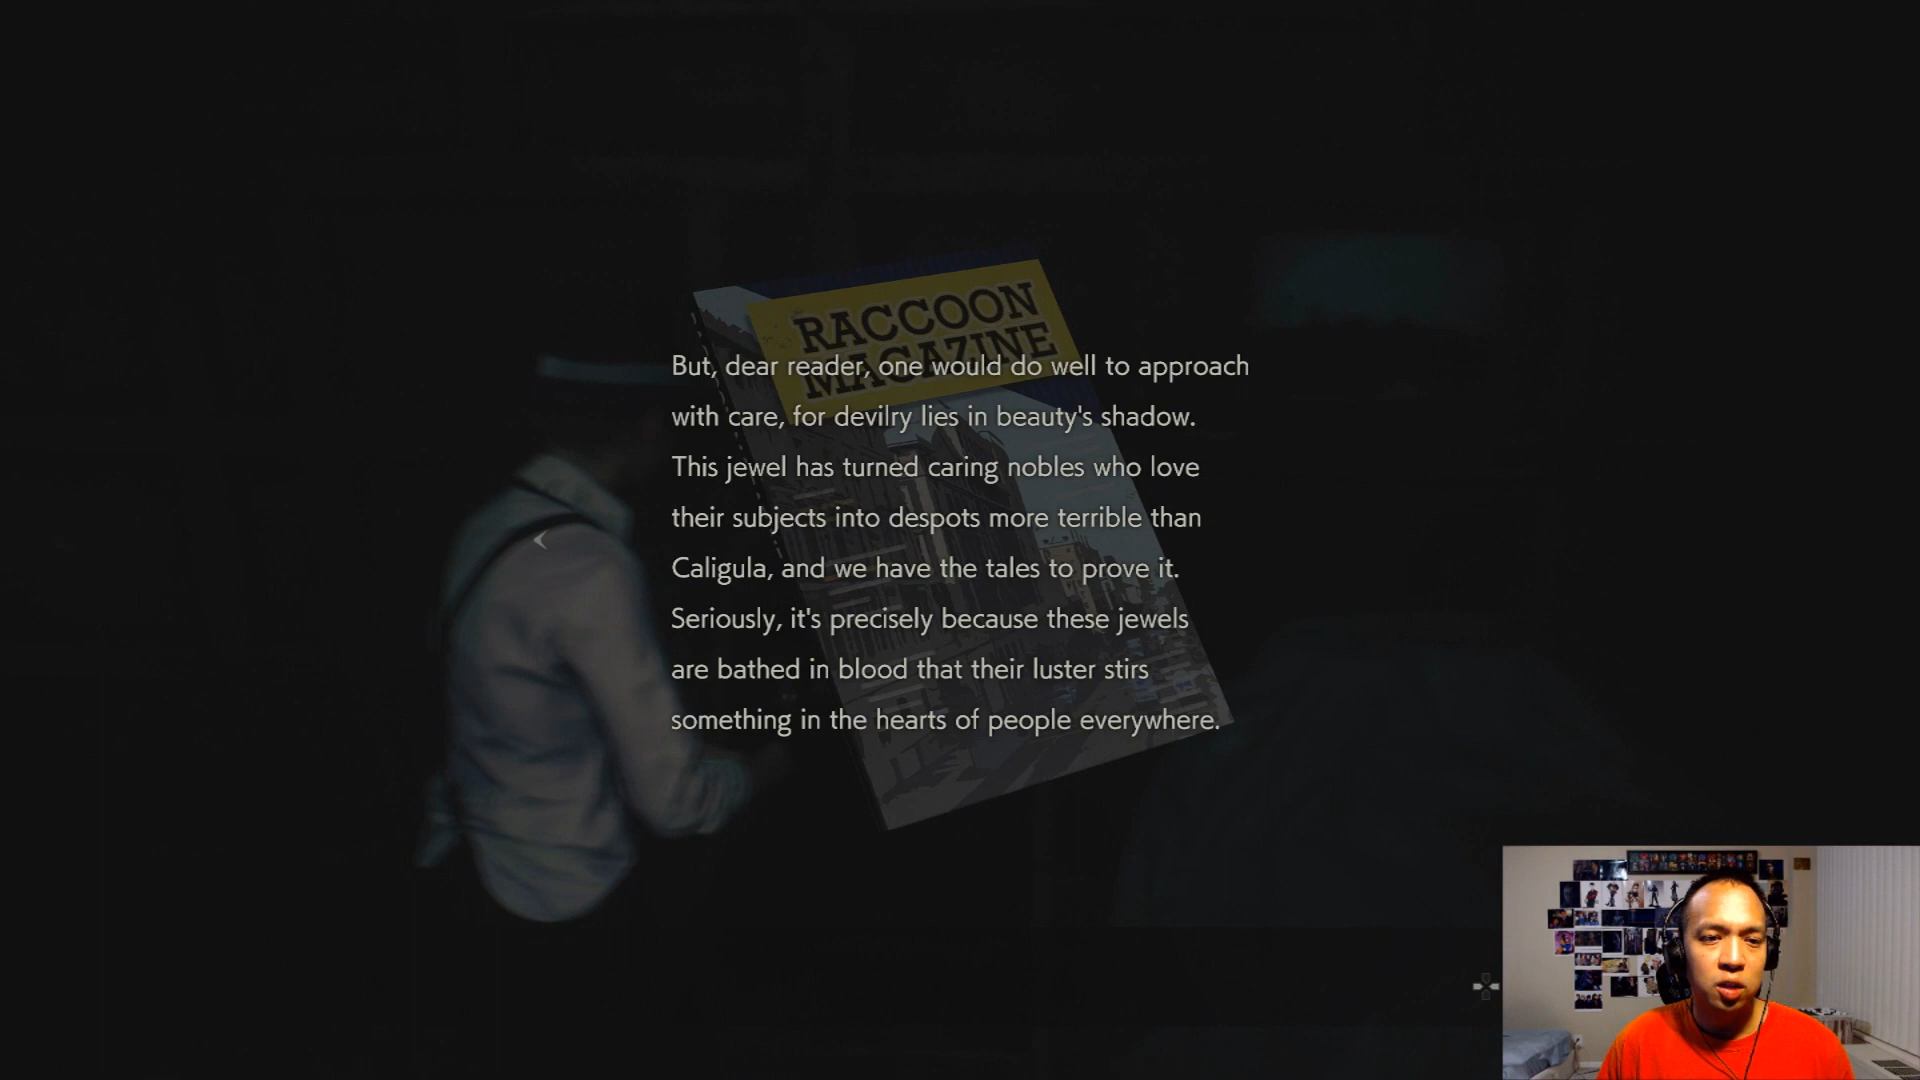 RACCOON
MAGAZINE
But, dear reader, one would do well to approach
with care, for devilry lies in beauty's shadow.
This jewel has turned caring nobles who love
their subjects into despots more terrible than
Caligula, and we have the tales to prove it.
Seriously, it's precisely because these jewels
are bathed in blood that their luster stirs
something in the hearts of people everywhere.